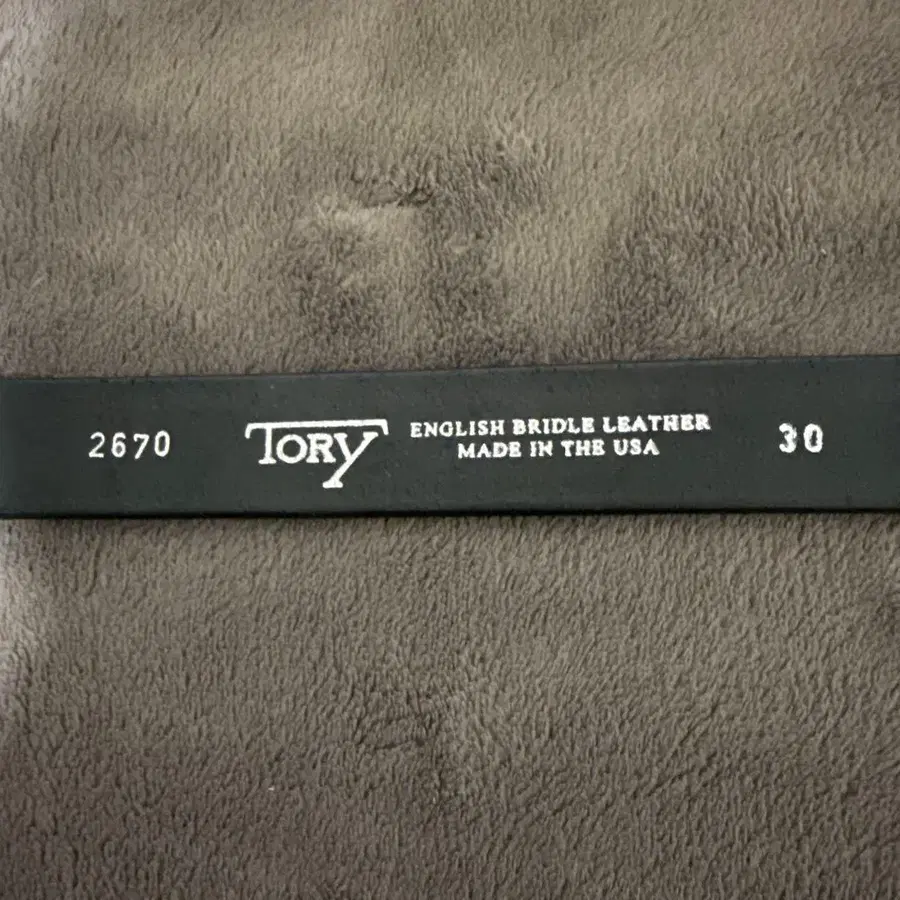 2670
TORY
ENGLISH BRIDLE LEATHER
MADE IN THE USA
30